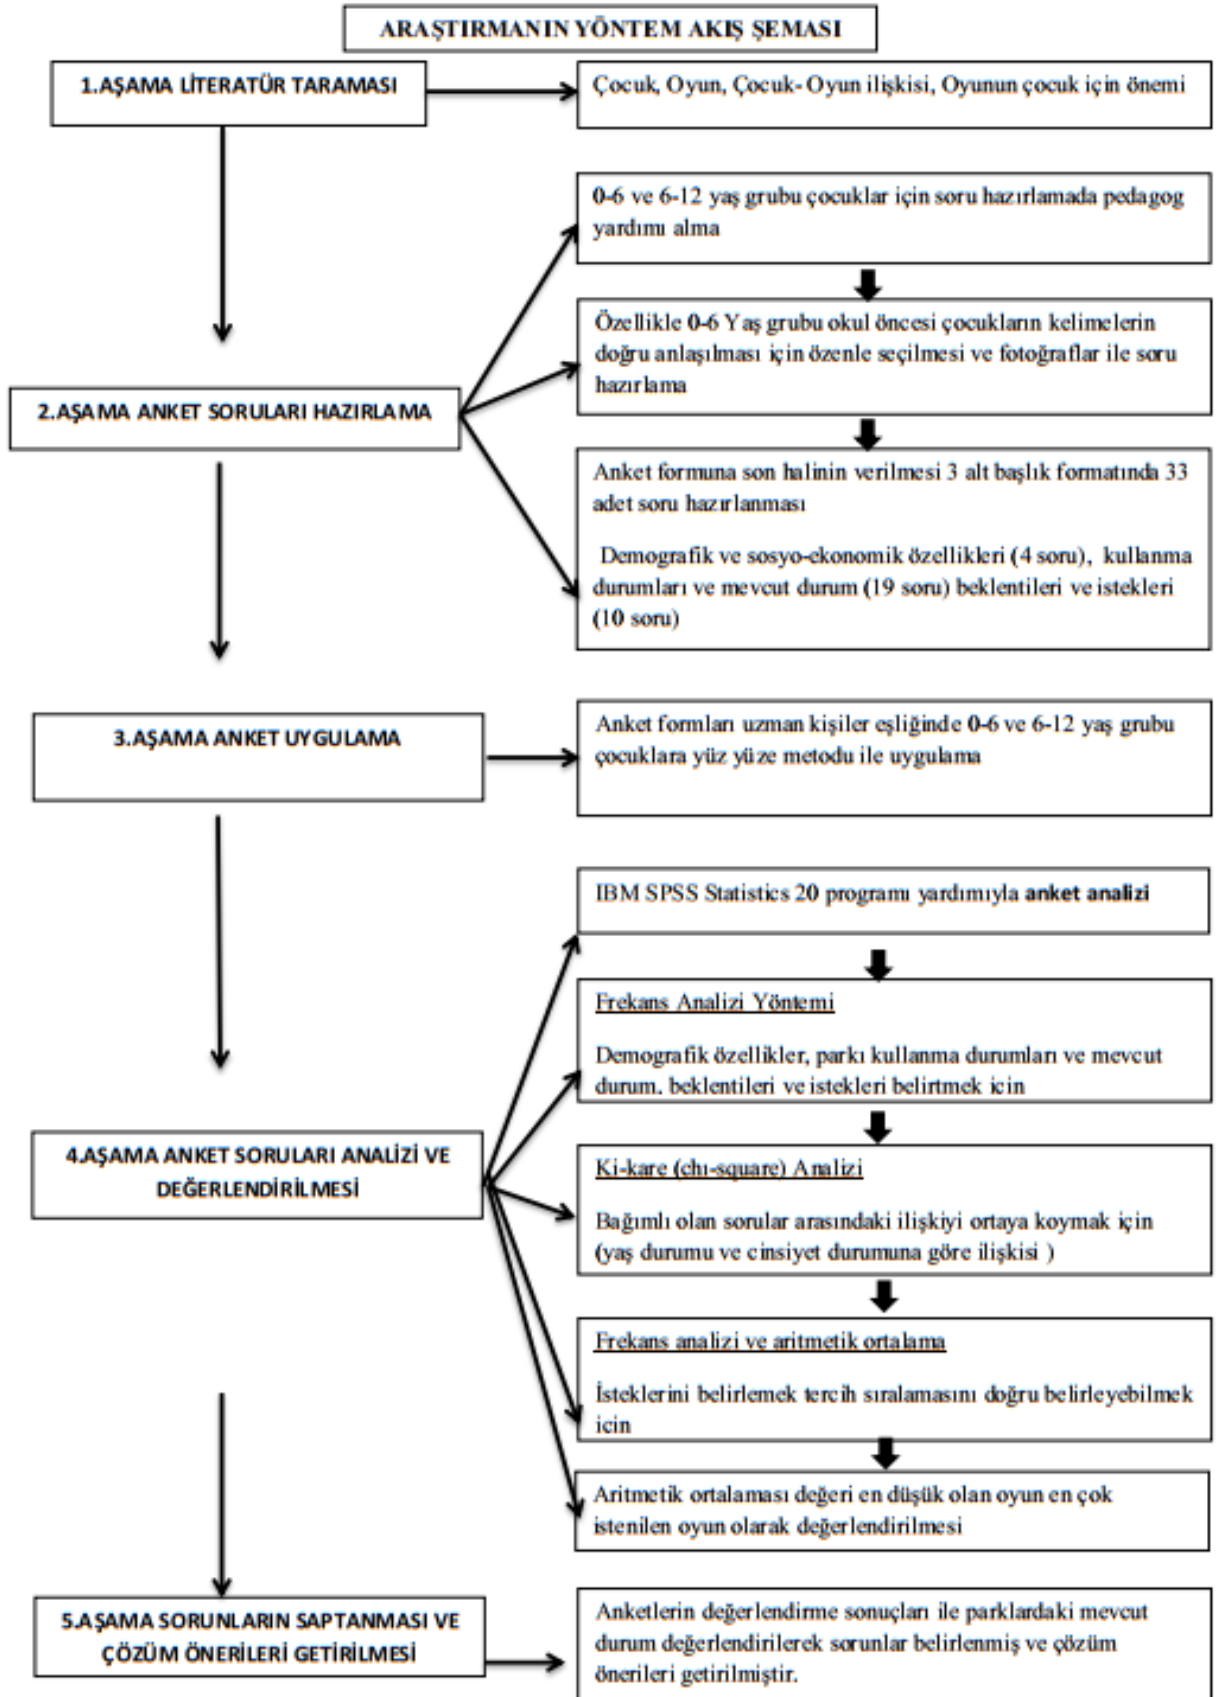 ARAŞTIRMANIN YÖNTEM AKIŞ ŞEMASI
1.AŞAMA LİTERATÜR TARAMASI
Çocuk, Oyun, Çocuk- Oyun ilişkisi, Oyunun çocuk için önemi
0-6 ve 6-12 yaş grubu çocuklar için soru hazırlamada pedagog
yardımı alma
Özellikle 0-6 Yaş grubu okul öncesi çocukların kelimelerin
doğru anlaşılması için özenle seçilmesi ve fotoğraflar ile soru
hazırlama
2.AŞAMA ANKET SORULARI HAZIRLAMA
Anket formuna son halinin verilmesi 3 alt başlık formatında 33
adet soru hazırlanması
Demografik ve sosyo-ekonomik özellikleri (4 soru), kullanma
durumları ve mevcut durum (19 soru) beklentileri ve istekleri
(10 soru)
3.AŞAMA ANKET UYGULAMA
Anket formları uzman kişiler eşliğinde 0-6 ve 6-12 yaş grubu
çocuklara yüz yüze metodu ile uygulama
IBM SPSS Statistics 20 programı yardımıyla anket analizi
Frekans Analizi Yöntemi
Demografik özellikler, parkı kullanma durumları ve mevcut
durum. beklentileri ve istekleri belirtmek için
4.AŞAMA ANKET SORULARI ANALİZİ VE
DEĞERLENDİRİLMESİ
Ki-kare (chı-square) Analizi
Bağımlı olan sorular arasındaki ilişkiyi ortaya koymak için
(yaş durumu ve cinsiyet durumuna göre ilişkisi )
Frekans analizi ve aritmetik ortalama
İsteklerini belirlemek tercih sıralamasını doğru belirleyebilmek
icin
Aritmetik ortalaması değeri en düşük olan oyun en çok
istenilen oyun olarak değerlendirilmesi
5.AŞAMA SORUNLARIN SAPTANMASI VE
ÇÖZÜM ÖNERİLERİ GETİRİLMESİ
Anketlerin değerlendirme sonuçları ile parklardaki mevcut
durum değerlendirilerek sorunlar belirlenmiş ve çözüm
önerileri getirilmiştir.